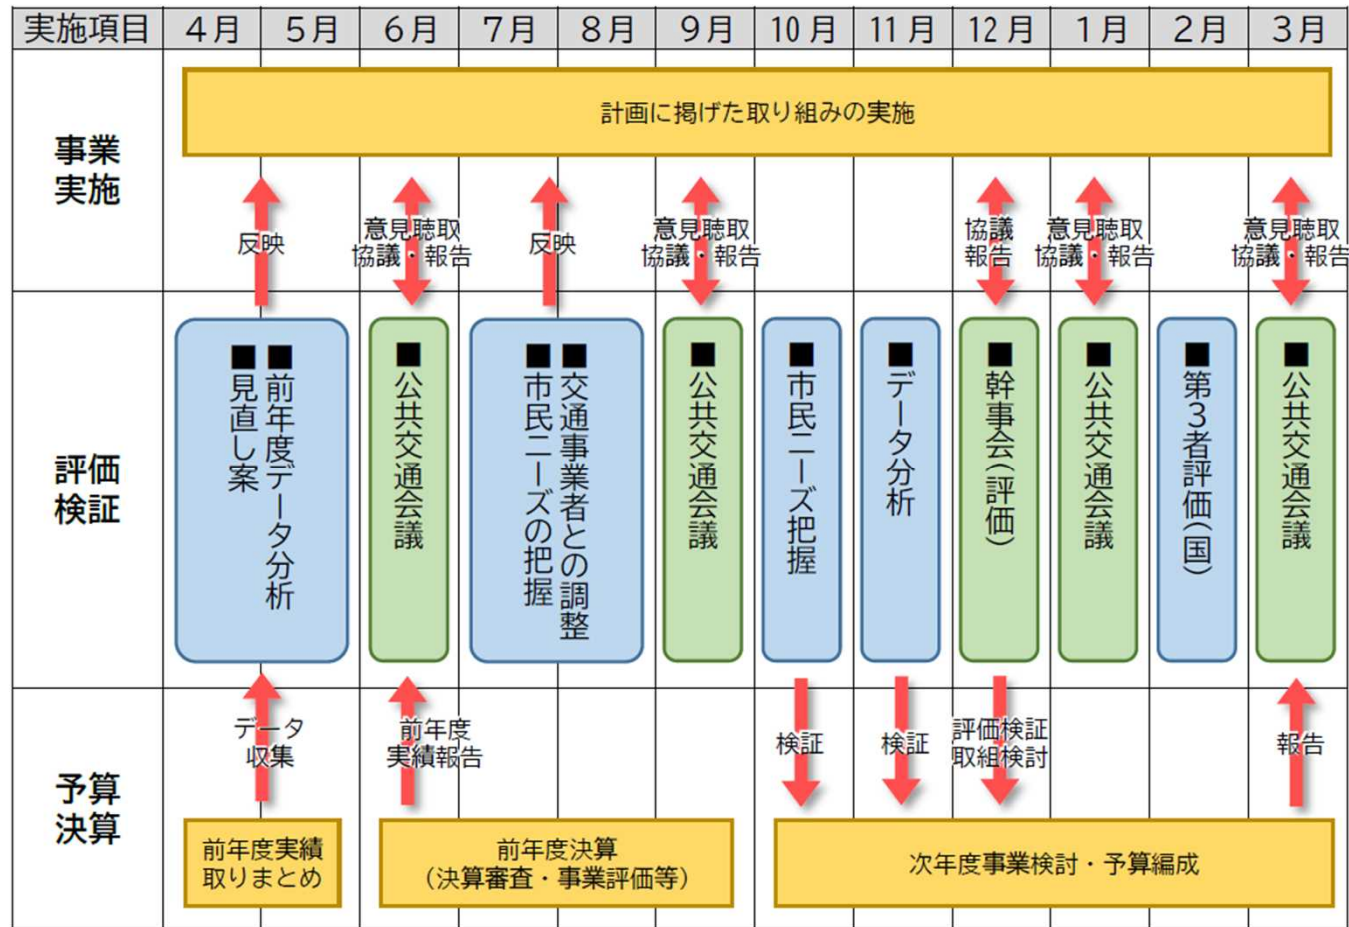 実施項目 4月 5月 6月 7月 8月 9月 10月 11月 12月 1月 2月 3月
事業
実施
計画に掲げた取り組みの実施
反映
意見聴取
協議・報告
反映
意見聴取
協議・報告
協議
報告
意見聴取
協議・報告
意見聴取
協議・報告
評価
検証
■前年度データ分析
■見直し案
■公共交通会議
■交通事業者との調整
■市民ニーズの把握
■公共交通会議
■市民ニーズ把握
■データ分析
■幹事会(評価)
■公共交通会議
■第3者評価(国)
■公共交通会議
データ
収集
前年度
実績報告
検証
検証
評価検証
取組検討
報告
予算
決算
前年度実績
取りまとめ
前年度決算
(決算審査・事業評価等)
次年度事業検討・予算編成